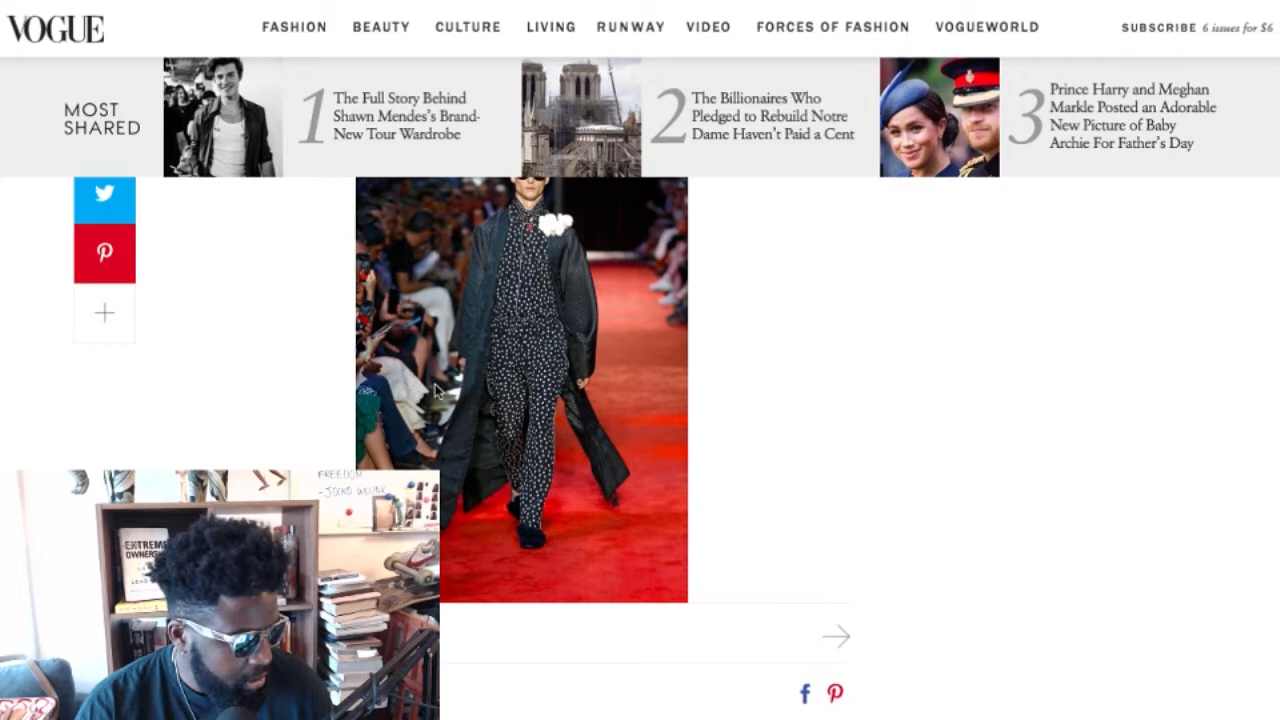 VOGUE
FASHION BEAUTY CULTURE LIVING RUNWAY VIDEO FORCES OF FASHION VOGUEWORLD
SUBSCRIBE 6 issues for $6
MOST
SHARED
1
The Full Story Behind
Shawn Mendes's Brand-
New Tour Wardrobe
2
The Billionaires Who
Pledged to Rebuild Notre
Dame Haven't Paid a Cent
3
Prince Harry and Meghan
Markle Posted an Adorable
New Picture of Baby
Archie For Father's Day
FREEDOM
-JOCKO WILLINK
EXTREME
OWNERSHIP